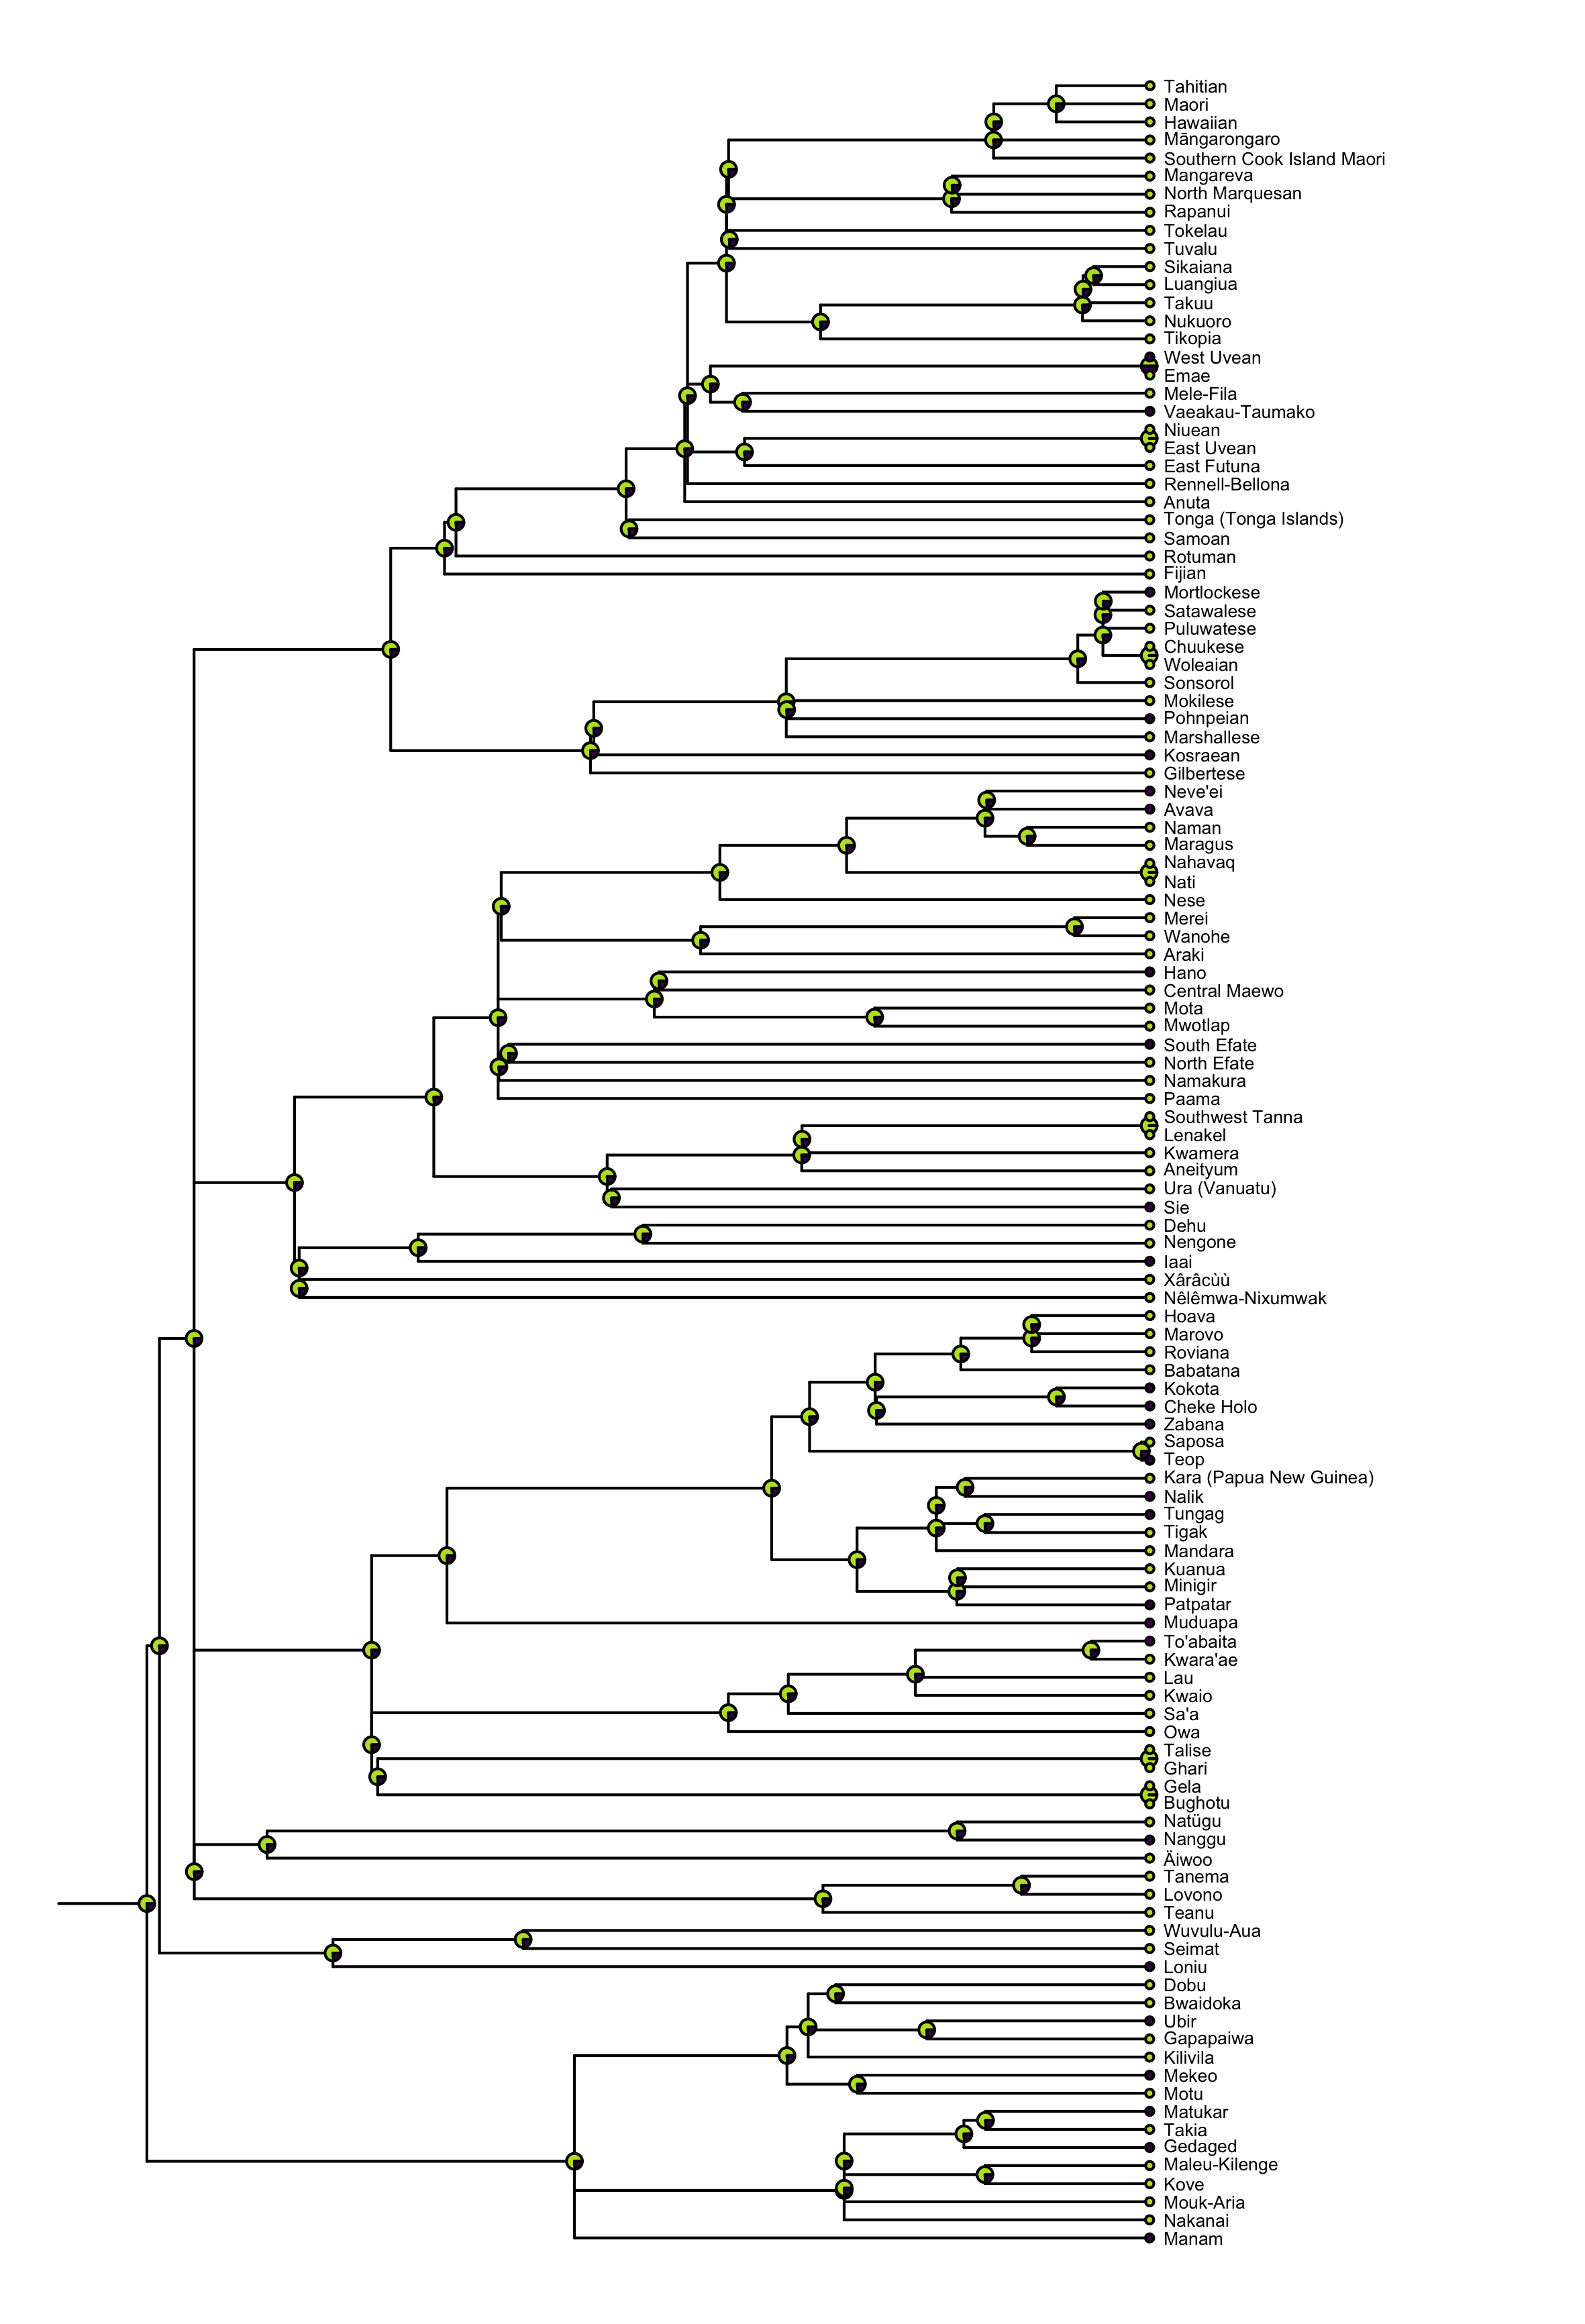 Tahitian
Maori
Hawaiian
Māngarongaro
Southern Cook Island Maori
Mangareva
North Marquesan
Rapanui
Tokelau
Tuvalu
Sikaiana
Luangiua
Takuu
Nukuoro
Tikopia
West Uvean
Emae
Mele-Fila
Vaeakau-Taumako
Niuean
East Uvean
East Futuna
Rennell-Bellona
Anuta
Tonga (Tonga Islands)
Samoan
Rotuman
Fijian
Mortlockese
Satawalese
Puluwatese
Chuukese
Woleaian
Sonsorol
Mokilese
Pohnpeian
Marshallese
Kosraean
Gilbertese
Neve'ei
Avava
Naman
Maragus
Nahavaq
Nati
Nese
Merei
Wanohe
Araki
Hano
Central Maewo
Mota
Mwotlap
South Efate
North Efate
Namakura
Paama
Southwest Tanna
Lenakel
Kwamera
Aneityum
Ura (Vanuatu)
Sie
Dehu
Nengone
Iaai
Xârâcùù
Nêlêmwa-Nixumwak
Hoava
Marovo
Roviana
Babatana
Kokota
Cheke Holo
Zabana
Saposa
Teop
Kara (Papua New Guinea)
Nalik
Tungag
Tigak
Mandara
Kuanua
Minigir
Patpatar
Muduapa
To'abaita
Kwara'ae
Lau
Kwaio
Sa'a
Owa
Talise
Ghari
Gela
Bughotu
Natügu
Nanggu
Äiwoo
Tanema
Lovono
Teanu
Wuvulu-Aua
Seimat
Loniu
Dobu
Bwaidoka
Ubir
Gapapaiwa
Kilivila
Mekeo
Motu
Matukar
Takia
Gedaged
Maleu-Kilenge
Kove
Mouk-Aria
Nakanai
Manam